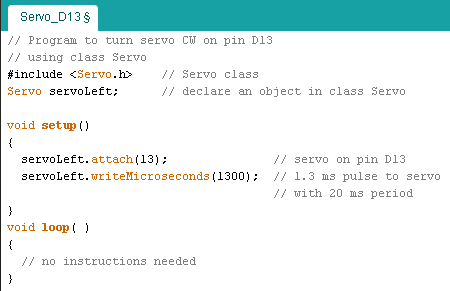 Servo_D13 §
// Program to turn servo CW on pin D13
// using class Servo
#include <Servo.h>    // Servo class
Servo servoLeft;      // declare an object in class Servo
void setup()
{
  servoLeft.attach(13);               // servo on pin D13
  servoLeft.writeMicroseconds(1300);  // 1.3 ms pulse to servo
                                      // with 20 ms period
}
void loop( )
{
  // no instructions needed
}